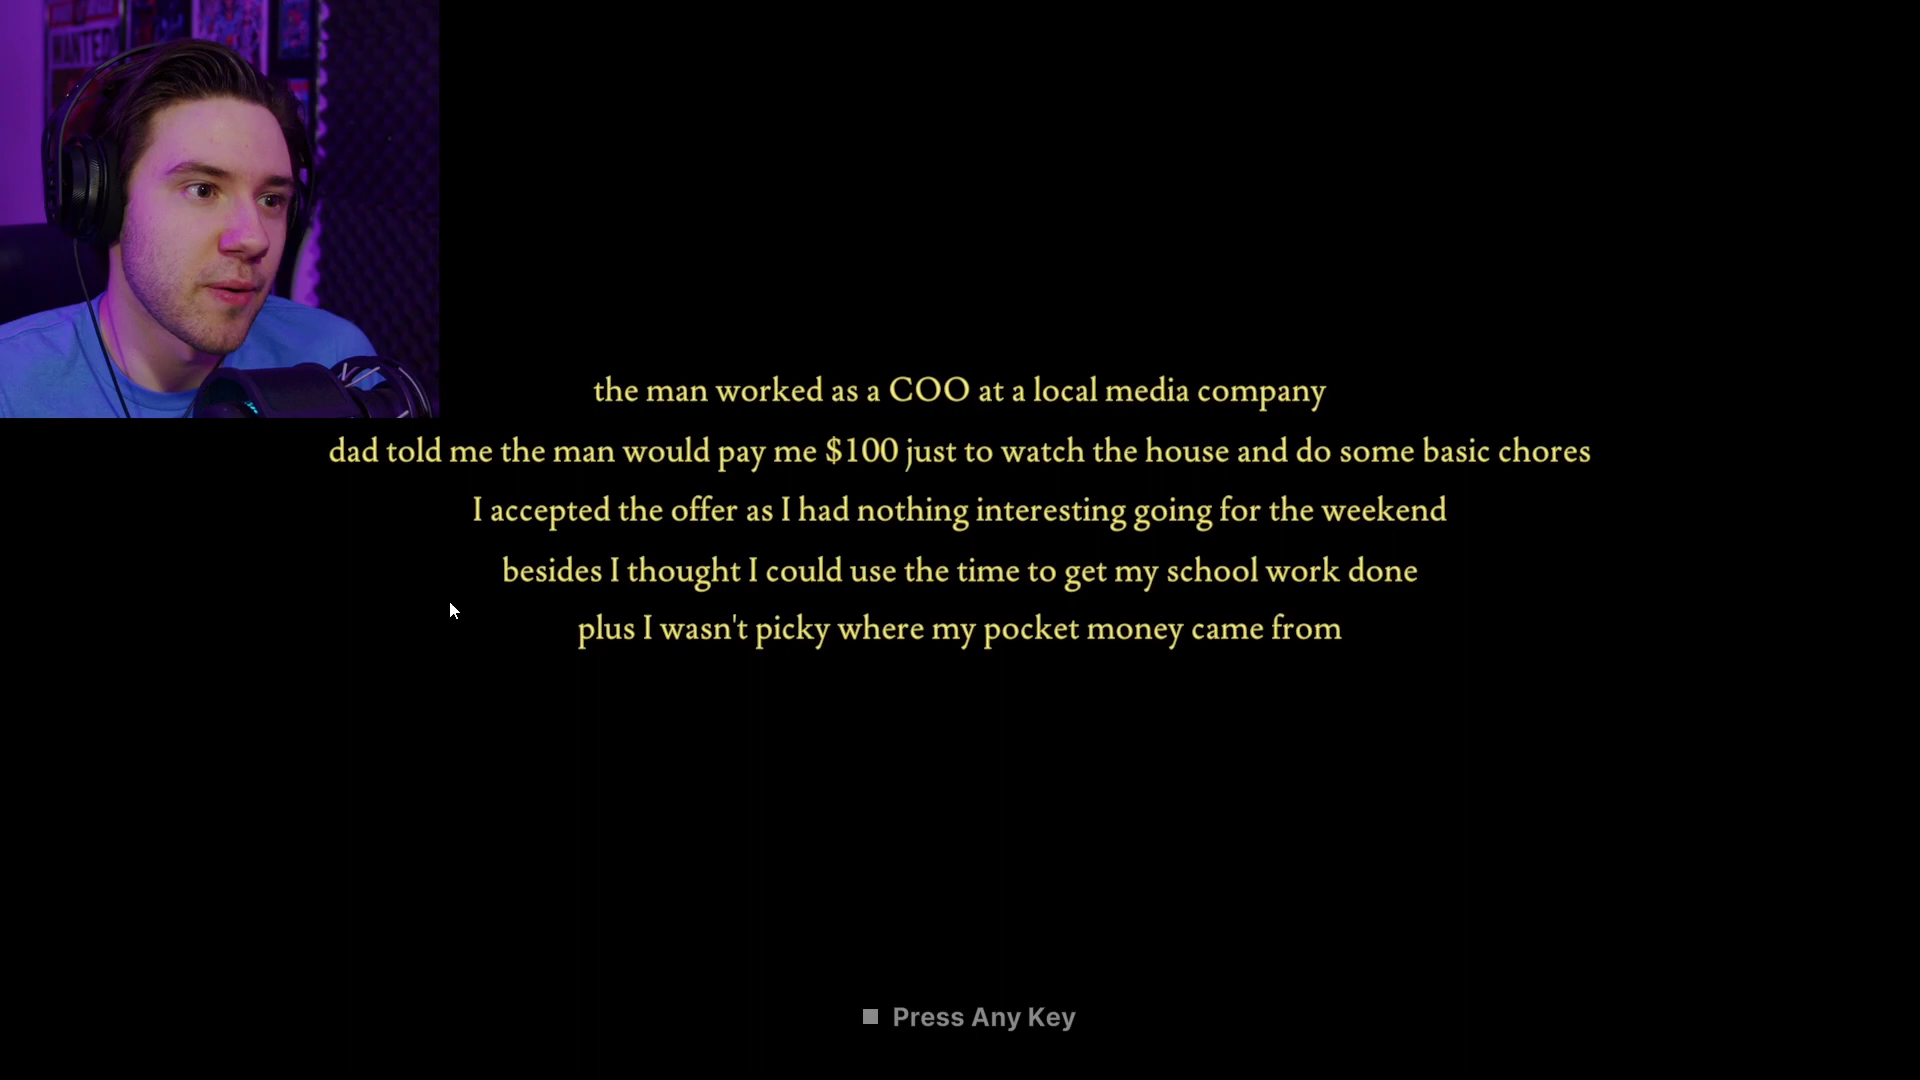 WANTED
the man worked as a COO at a local media company
dad told me the man would pay me $100 just to watch the house and do some basic chores
I accepted the offer as I had nothing interesting going for the weekend
besides I thought I could use the time to get my school work done
plus I wasn't picky where my pocket money came from
Press Any Key